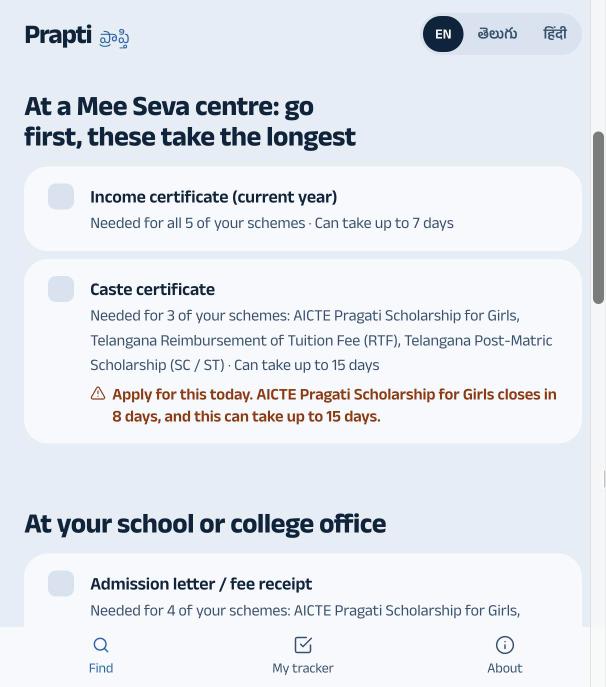 Prapti ప్రాప్తి
EN తెలుగు हिंदी
At a Mee Seva centre: go
first, these take the longest
Income certificate (current year)
Needed for all 5 of your schemes · Can take up to 7 days
Caste certificate
Needed for 3 of your schemes: AICTE Pragati Scholarship for Girls,
Telangana Reimbursement of Tuition Fee (RTF), Telangana Post-Matric
Scholarship (SC / ST) · Can take up to 15 days
Apply for this today. AICTE Pragati Scholarship for Girls closes in
8 days, and this can take up to 15 days.
At your school or college office
Admission letter / fee receipt
Needed for 4 of your schemes: AICTE Pragati Scholarship for Girls,
Find My tracker About